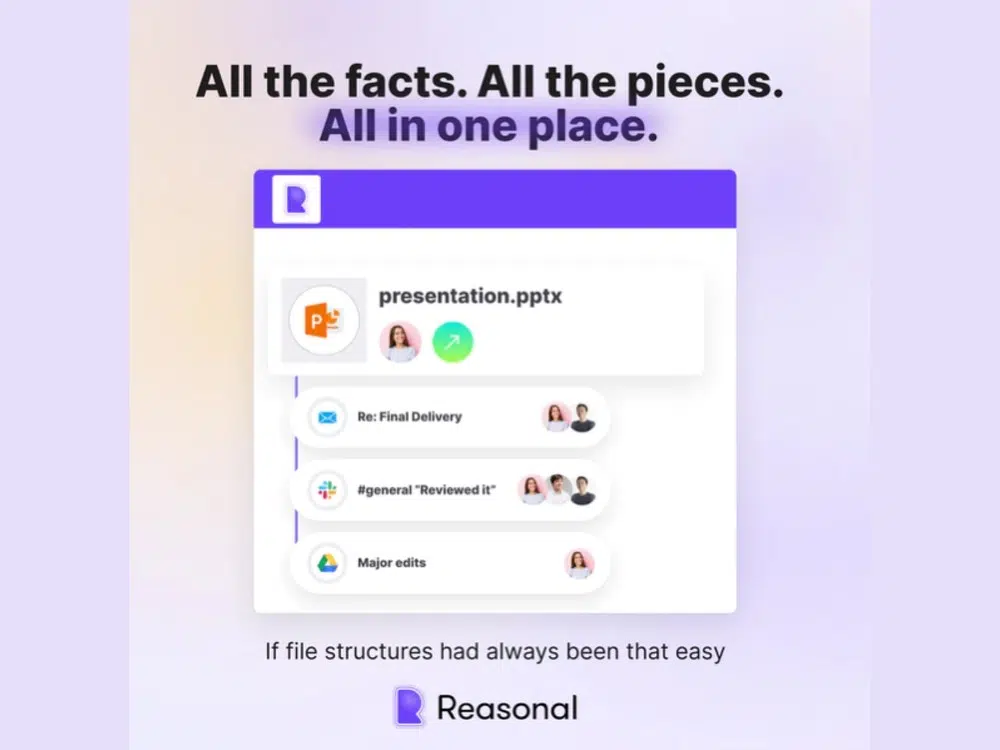 All the facts. All the pieces.
All in one place.
R
presentation.pptx
P
Re: Final Delivery
#general "Reviewed it"
Major edits
If file structures had always been that easy
R Reasonal